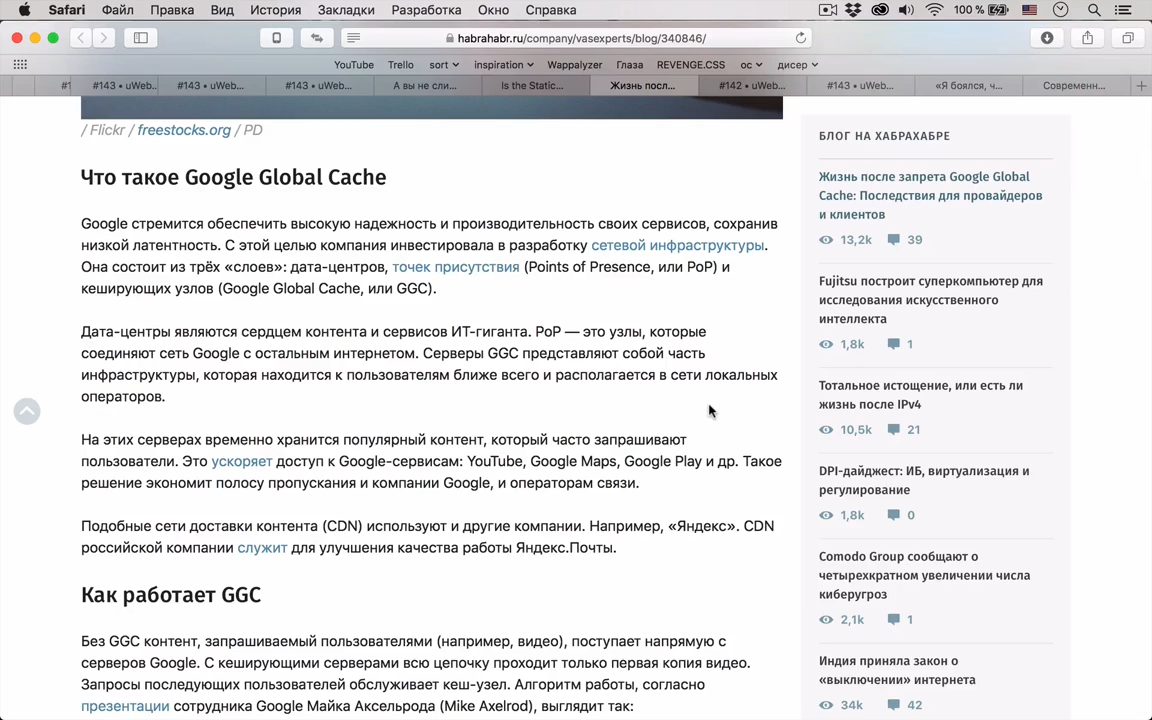 Safari Файл Правка Вид История Закладки Разработка Окно Справка 100 %
habrahabr.ru/company/vasexperts/blog/340846/
YouTube Trello sort inspiration Wappalyzer Глаза REVENGE.CSS ос дисер
#1 #143 • uWeb... #143 • uWeb... #143 • uWeb... А вы не сли... Is the Static... Жизнь посл... #142 • uWeb... #143 • uWeb... «Я боялся, ч... Современн...
/ Flickr / freestocks.org / PD
Что такое Google Global Cache
Google стремится обеспечить высокую надежность и производительность своих сервисов, сохранив
низкой латентность. С этой целью компания инвестировала в разработку сетевой инфраструктуры.
Она состоит из трёх «слоев»: дата-центров, точек присутствия (Points of Presence, или PoP) и
кеширующих узлов (Google Global Cache, или GGC).
Дата-центры являются сердцем контента и сервисов ИТ-гиганта. PoP — это узлы, которые
соединяют сеть Google с остальным интернетом. Серверы GGC представляют собой часть
инфраструктуры, которая находится к пользователям ближе всего и располагается в сети локальных
операторов.
На этих серверах временно хранится популярный контент, который часто запрашивают
пользователи. Это ускоряет доступ к Google-сервисам: YouTube, Google Maps, Google Play и др. Такое
решение экономит полосу пропускания и компании Google, и операторам связи.
Подобные сети доставки контента (CDN) используют и другие компании. Например, «Яндекс». CDN
российской компании служит для улучшения качества работы Яндекс.Почты.
Как работает GGC
Без GGC контент, запрашиваемый пользователями (например, видео), поступает напрямую с
серверов Google. С кеширующими серверами всю цепочку проходит только первая копия видео.
Запросы последующих пользователей обслуживает кеш-узел. Алгоритм работы, согласно
презентации сотрудника Google Майка Аксельрода (Mike Axelrod), выглядит так:
БЛОГ НА ХАБРАХАБРЕ
Жизнь после запрета Google Global
Cache: Последствия для провайдеров
и клиентов
13,2k 39
Fujitsu построит суперкомпьютер для
исследования искусственного
интеллекта
1,8k 1
Тотальное истощение, или есть ли
жизнь после IPv4
10,5k 21
DPI-дайджест: ИБ, виртуализация и
регулирование
1,8k 0
Comodo Group сообщают о
четырехкратном увеличении числа
киберугроз
2,1k 1
Индия приняла закон о
«выключении» интернета
34k 42